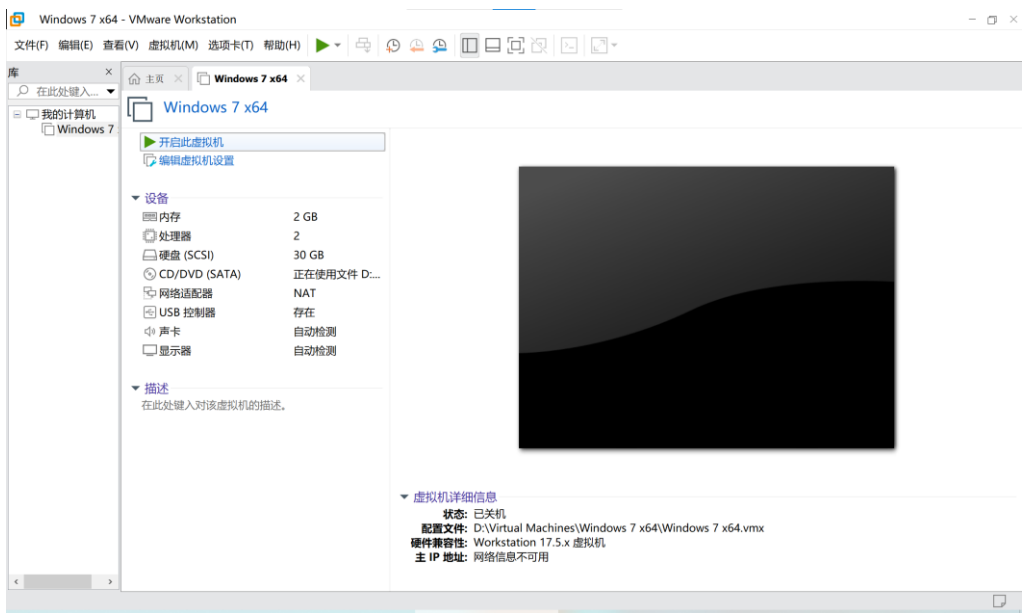 Windows 7 x64 - VMware Workstation
文件(F) 编辑(E) 查看(V) 虚拟机(M) 选项卡(T) 帮助(H)
库
在此处键入...
我的计算机
Windows 7
主页
Windows 7 x64
Windows 7 x64
开启此虚拟机
编辑虚拟机设置
设备
内存 2 GB
处理器 2
硬盘 (SCSI) 30 GB
CD/DVD (SATA) 正在使用文件 D:...
网络适配器 NAT
USB 控制器 存在
声卡 自动检测
显示器 自动检测
描述
在此处键入对该虚拟机的描述。
虚拟机详细信息
状态: 已关机
配置文件: D:\Virtual Machines\Windows 7 x64\Windows 7 x64.vmx
硬件兼容性: Workstation 17.5.x 虚拟机
主 IP 地址: 网络信息不可用